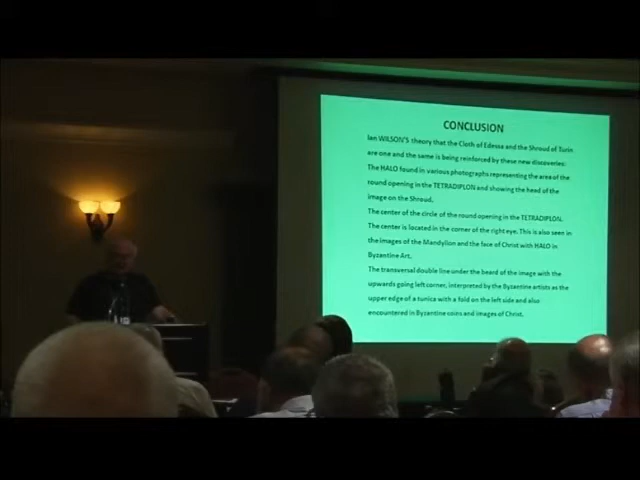 CONCLUSION
Ian WILSON'S theory that the Cloth of Edessa and the Shroud of Turin
are one and the same is being reinforced by these new discoveries:
The HALO found in various photographs representing the area of the
round opening in the TETRADIPLON and showing the head of the
image on the Shroud.
The center of the circle of the round opening in the TETRADIPLON.
The center is located in the corner of the right eye. This is also seen in
the images of the Mandylion and the face of Christ with HALO in
Byzantine Art.
The transversal double line under the beard of the image with the
upwards going left corner, interpreted by the Byzantine artists as the
upper edge of a tunica with a fold on the left side and also
encountered in Byzantine coins and images of Christ.